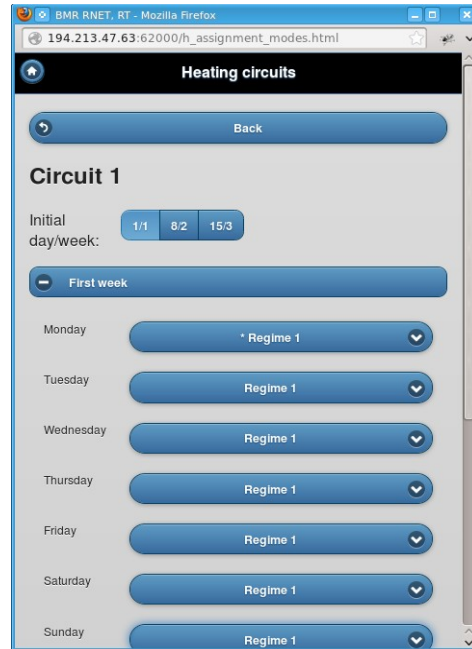 BMR RNET, RT - Mozilla Firefox
194.213.47.63:62000/h_assignment_modes.html
Heating circuits
Back
Circuit 1
Initial
day/week:
1/1 8/2 15/3
First week
Monday * Regime 1
Tuesday Regime 1
Wednesday Regime 1
Thursday Regime 1
Friday Regime 1
Saturday Regime 1
Sunday Regime 1